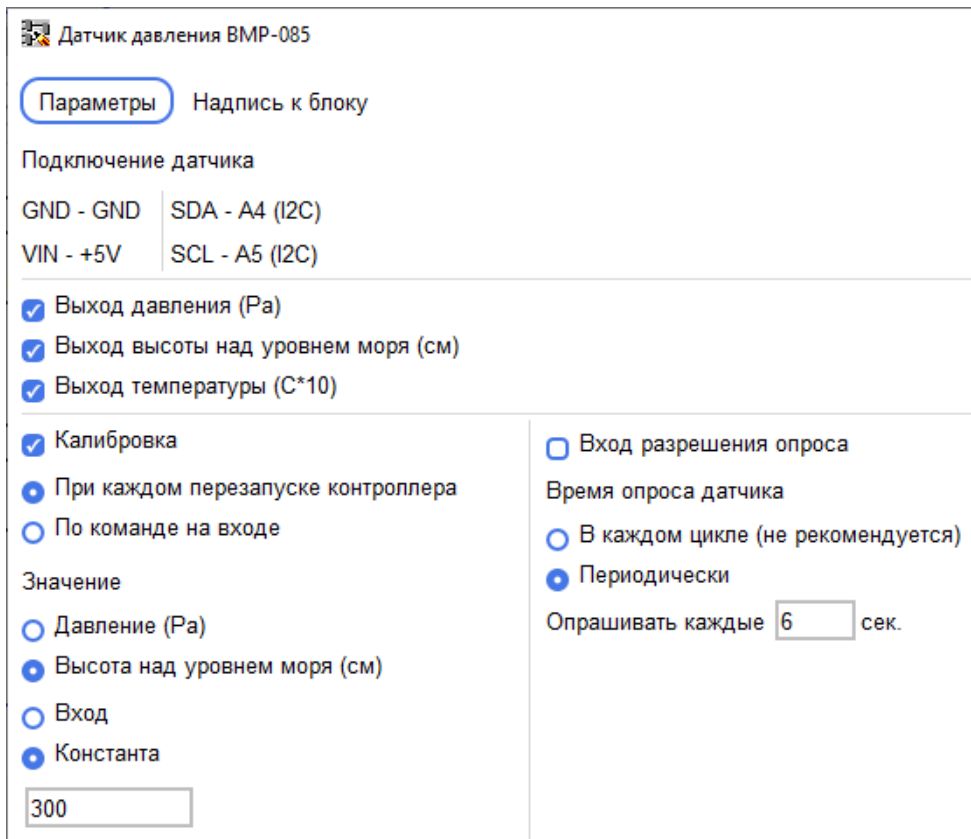 Датчик давления BMP-085
Параметры Надпись к блоку
Подключение датчика
GND - GND SDA - A4 (I2C)
VIN - +5V SCL - A5 (I2C)
Выход давления (Pa)
Выход высоты над уровнем моря (см)
Выход температуры (C*10)
Калибровка
При каждом перезапуске контроллера
По команде на входе
Значение
Давление (Pa)
Высота над уровнем моря (см)
Вход
Константа
300
Вход разрешения опроса
Время опроса датчика
В каждом цикле (не рекомендуется)
Периодически
Опрашивать каждые 6 сек.